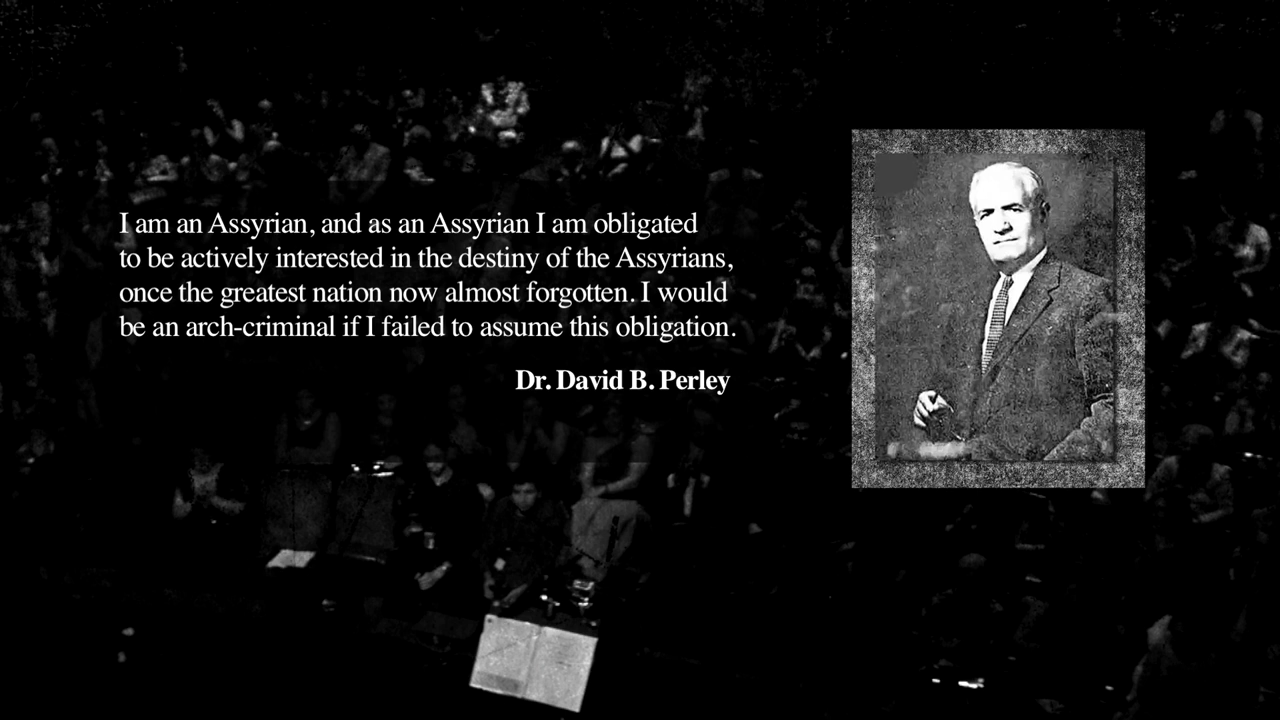 I am an Assyrian, and as an Assyrian I am obligated
to be actively interested in the destiny of the Assyrians,
once the greatest nation now almost forgotten. I would
be an arch-criminal if I failed to assume this obligation.
Dr. David B. Perley